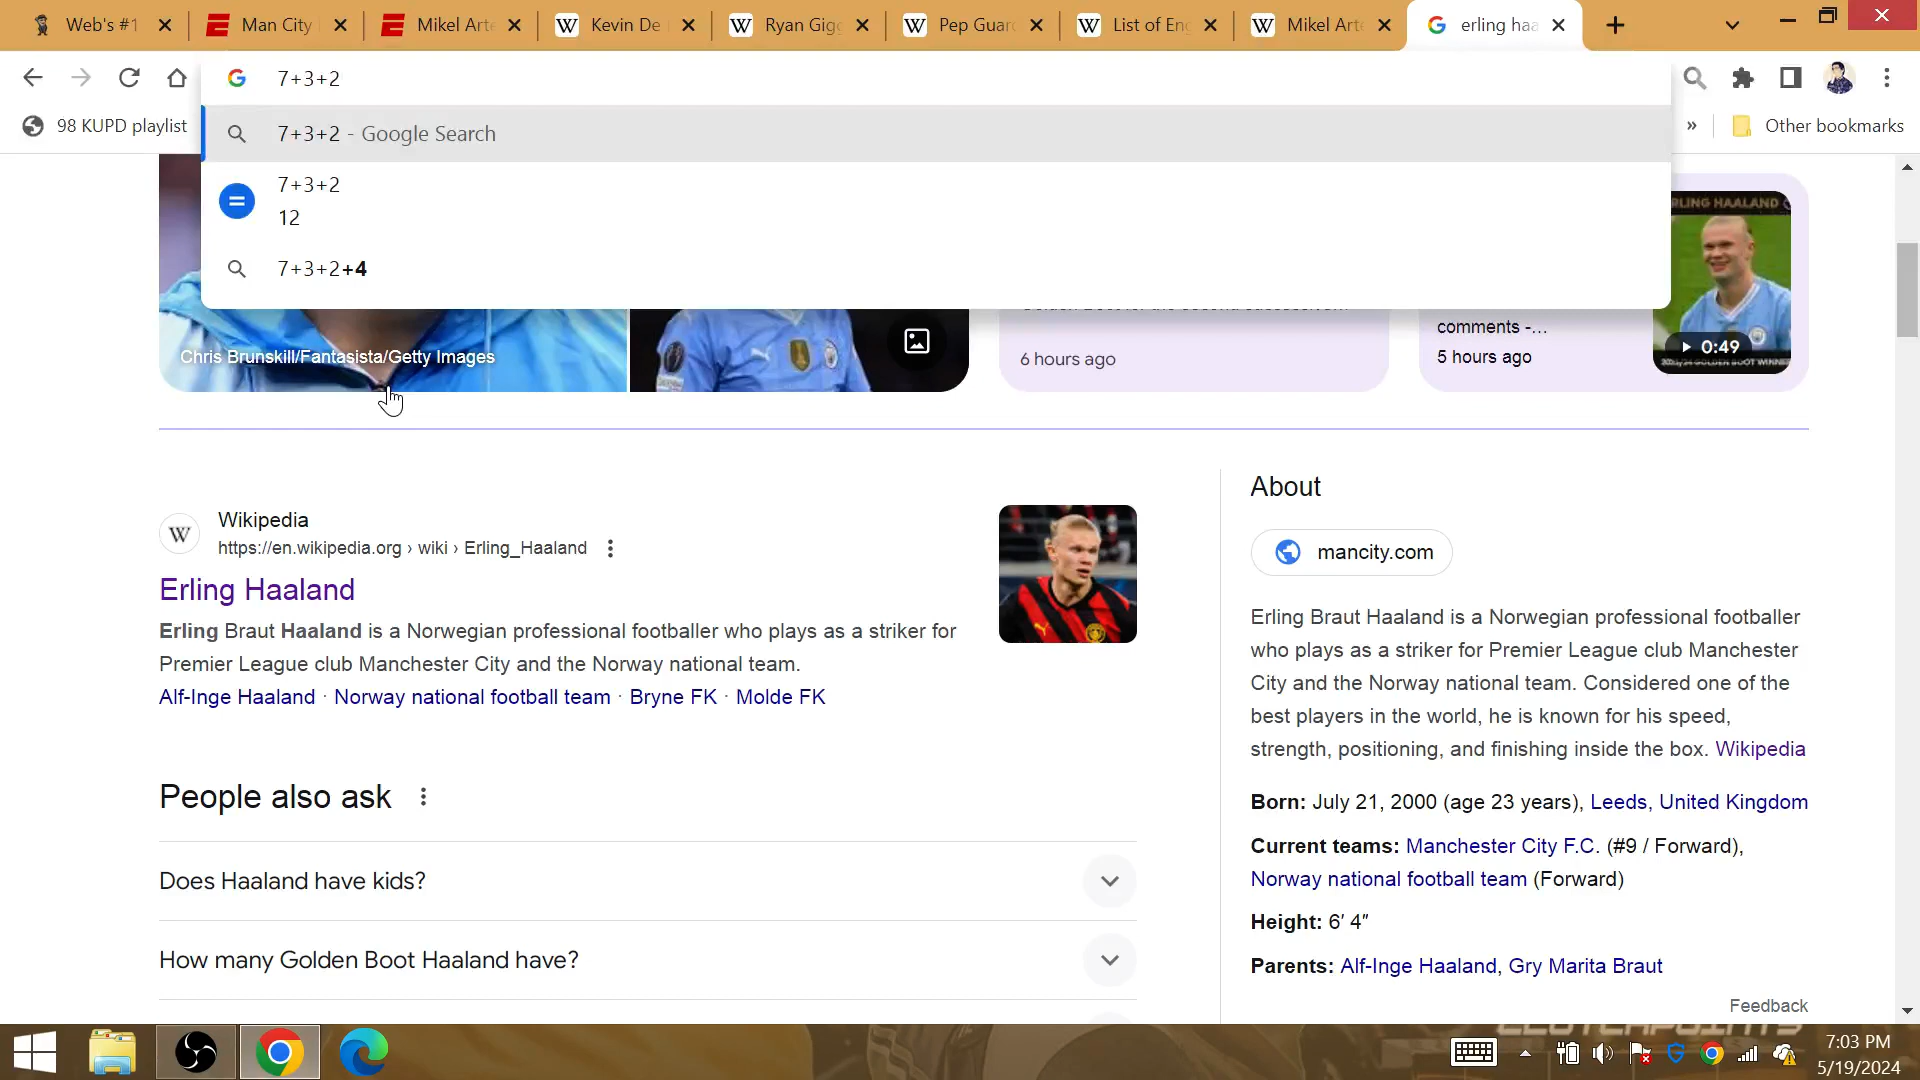 Web's #1
Man City
Mikel Arte
Kevin De
Ryan Gigg
Pep Guar
List of En
Mikel Arte
erling haa
7+3+2
98 KUPD playlist
7+3+2 - Google Search
»
Other bookmarks
7+3+2
12
7+3+2+4
RLING HAALAND
Chris Brunskill/Fantasista/Getty Images
6 hours ago
comments -...
5 hours ago
0:49
2023/24 GOLDEN BOOT WINNER
About
Wikipedia
https://en.wikipedia.org › wiki › Erling_Haaland
mancity.com
Erling Haaland
Erling Braut Haaland is a Norwegian professional footballer who plays as a striker for
Premier League club Manchester City and the Norway national team.
Alf-Inge Haaland · Norway national football team · Bryne FK · Molde FK
Erling Braut Haaland is a Norwegian professional footballer
who plays as a striker for Premier League club Manchester
City and the Norway national team. Considered one of the
best players in the world, he is known for his speed,
strength, positioning, and finishing inside the box. Wikipedia
People also ask
Born: July 21, 2000 (age 23 years), Leeds, United Kingdom
Current teams: Manchester City F.C. (#9 / Forward),
Norway national football team (Forward)
Does Haaland have kids?
Height: 6′ 4″
How many Golden Boot Haaland have?
Parents: Alf-Inge Haaland, Gry Marita Braut
Feedback
7:03 PM
5/19/2024